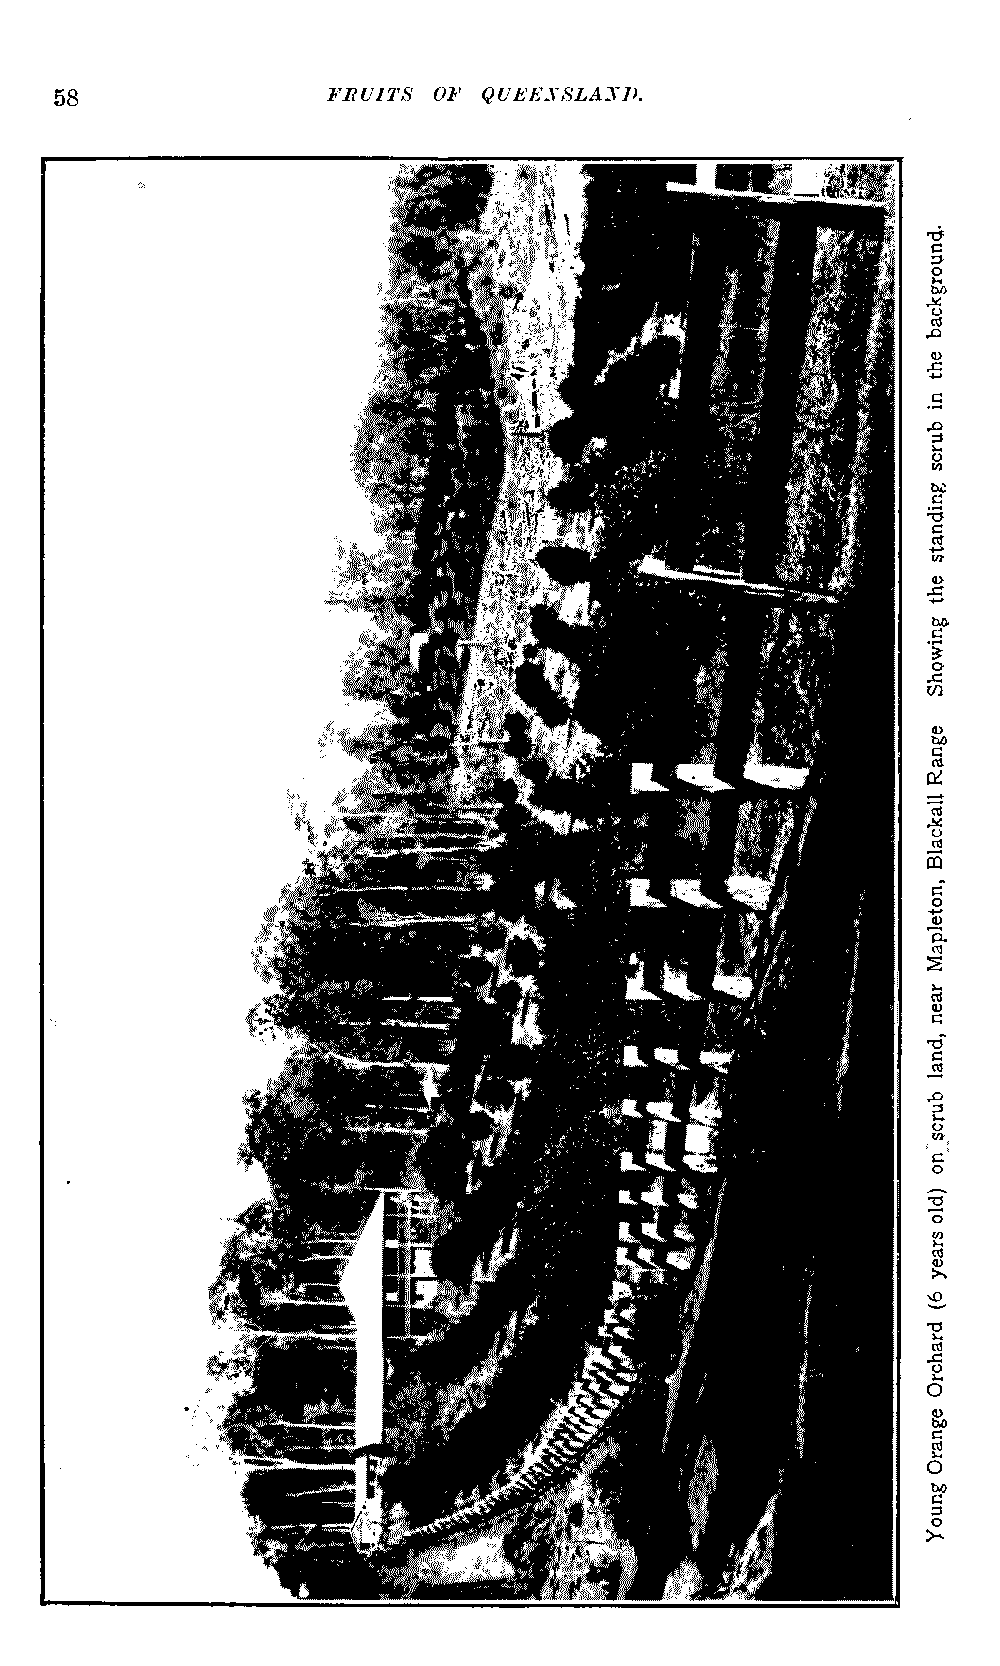 58
FRUITS OF QUEENSLAND.
Young Orange Orchard (6 years old) on scrub land, near Mapleton, Blackall Range Showing the standing scrub in the background.